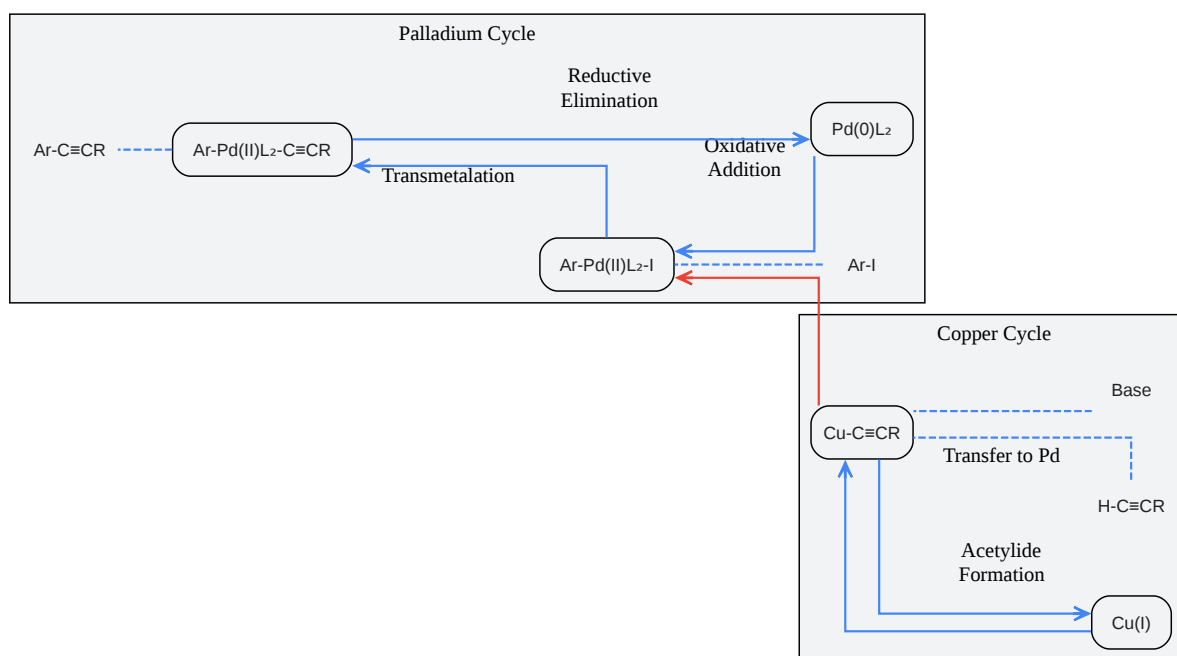 Palladium Cycle
Reductive
Elimination
Pd(0)L₂
Ar-C≡CR
Ar-Pd(II)L₂-C≡CR
Oxidative
Addition
Transmetalation
Ar-Pd(II)L₂-I
Ar-I
Copper Cycle
Base
Cu-C≡CR
Transfer to Pd
H-C≡CR
Acetylide
Formation
Cu(I)